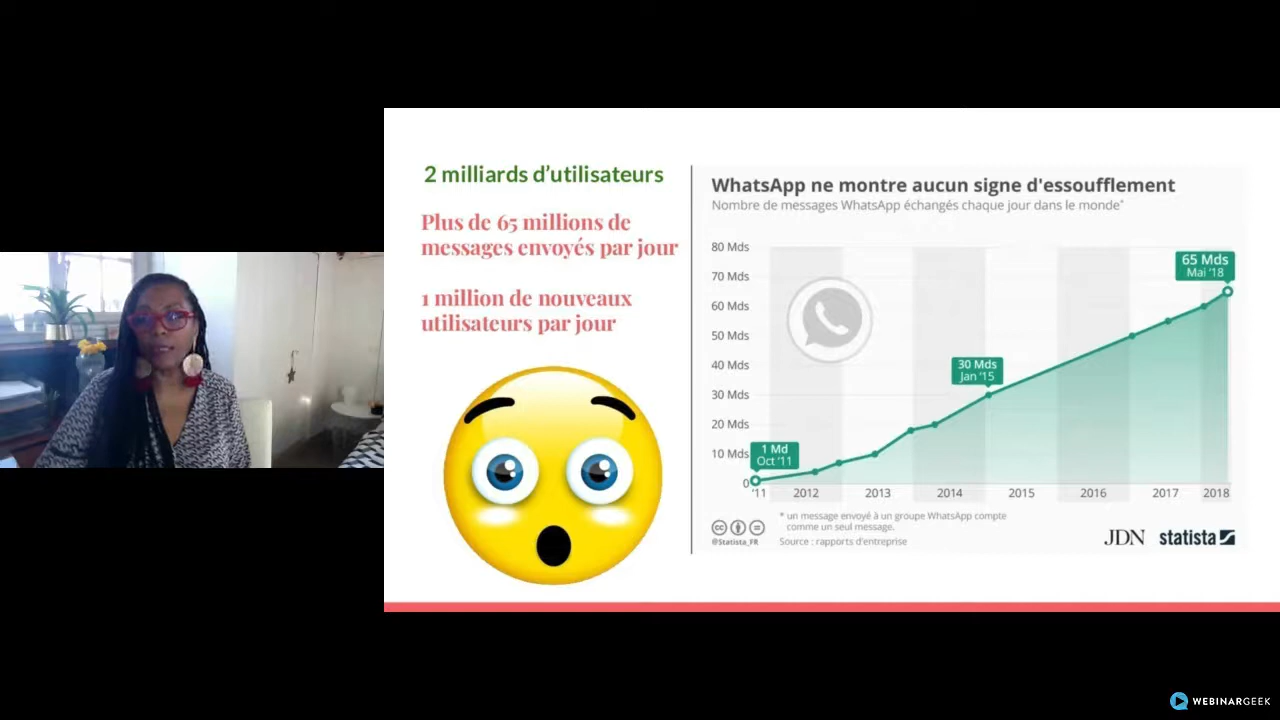 2 milliards d’utilisateurs
Plus de 65 millions de
messages envoyés par jour
1 million de nouveaux
utilisateurs par jour
WhatsApp ne montre aucun signe d'essoufflement
Nombre de messages WhatsApp échangés chaque jour dans le monde*
80 Mds
70 Mds
60 Mds
50 Mds
40 Mds
30 Mds
20 Mds
10 Mds
0
1 Md
Oct '11
30 Mds
Jan '15
65 Mds
Mai '18
'11 2012 2013 2014 2015 2016 2017 2018
* un message envoyé à un groupe WhatsApp compte
comme un seul message.
@Statista_FR
Source : rapports d'entreprise
cc
JDN statista
WEBINARGEEK